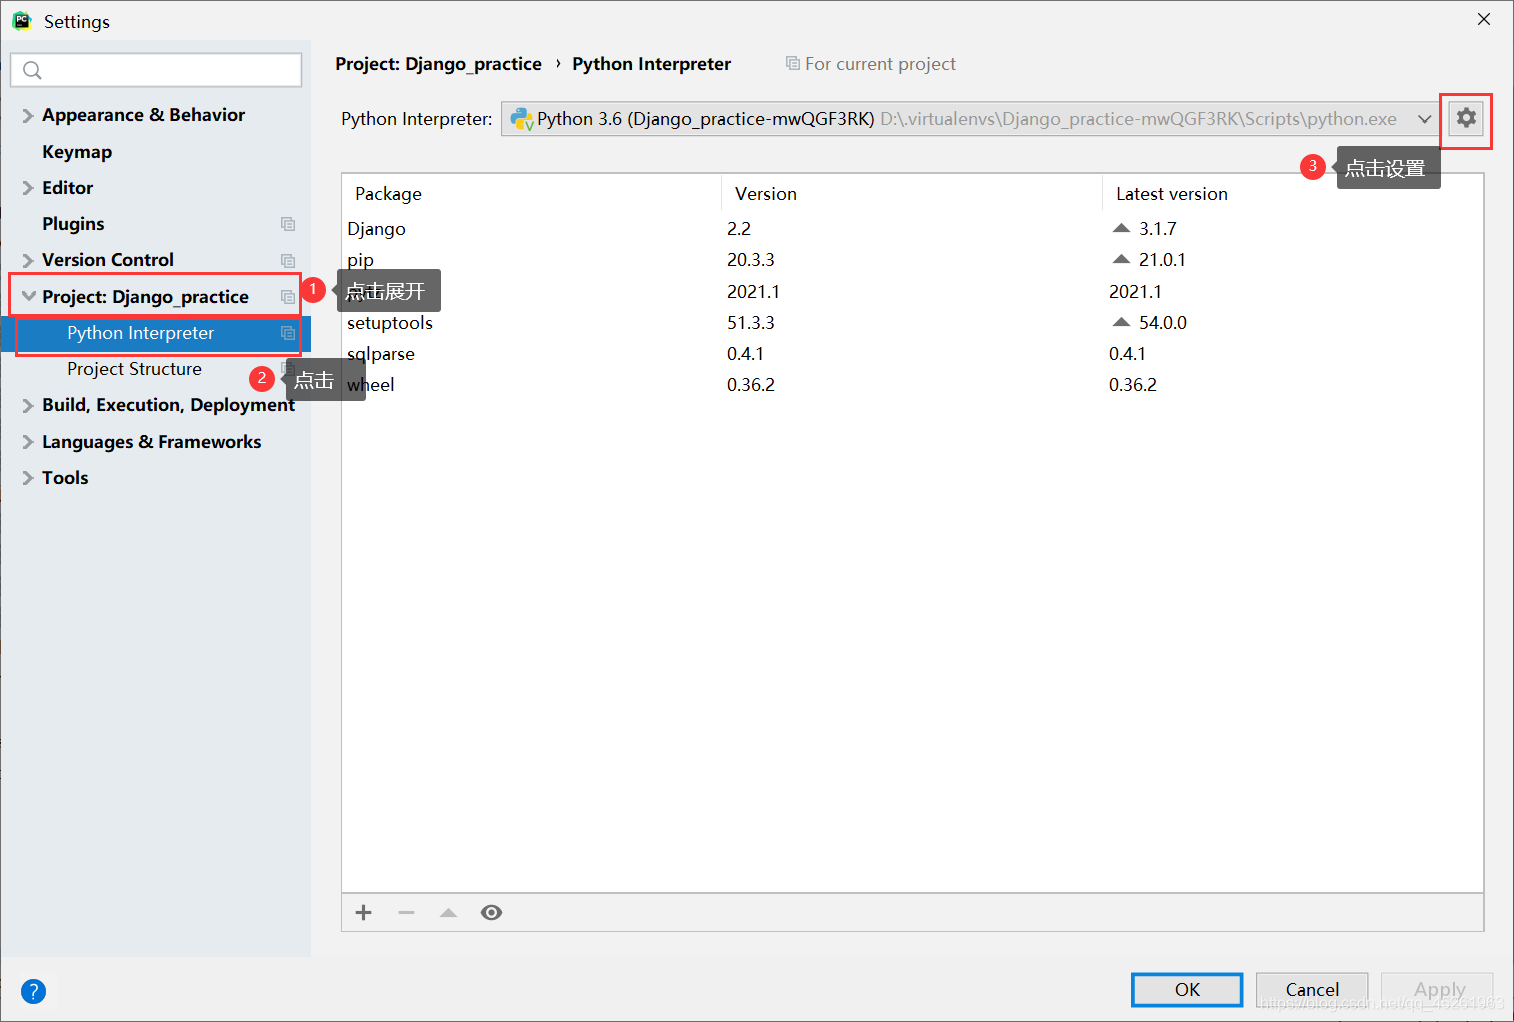 Settings
Project: Django_practice › Python Interpreter For current project
Appearance & Behavior
Keymap
Editor
Plugins
Version Control
Project: Django_practice
Python Interpreter
Project Structure
Build, Execution, Deployment
Languages & Frameworks
Tools
1 点击展开
2 点击
Python Interpreter: Python 3.6 (Django_practice-mwQGF3RK) D:\.virtualenvs\Django_practice-mwQGF3RK\Scripts\python.exe
3 点击设置
Package Version Latest version
Django 2.2 3.1.7
pip 20.3.3 21.0.1
2021.1 2021.1
setuptools 51.3.3 54.0.0
sqlparse 0.4.1 0.4.1
wheel 0.36.2 0.36.2
?
OK Cancel Apply
https://blog.csdn.net/qq_45261963